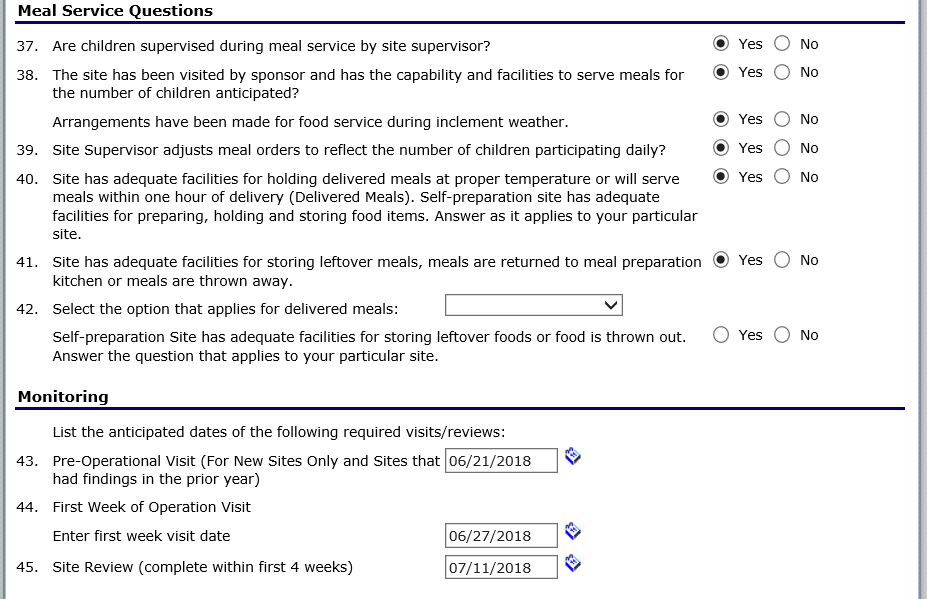 Meal Service Questions
37. Are children supervised during meal service by site supervisor? Yes No
38. The site has been visited by sponsor and has the capability and facilities to serve meals for Yes No
the number of children anticipated?
Arrangements have been made for food service during inclement weather. Yes No
39. Site Supervisor adjusts meal orders to reflect the number of children participating daily? Yes No
40. Site has adequate facilities for holding delivered meals at proper temperature or will serve Yes No
meals within one hour of delivery (Delivered Meals). Self-preparation site has adequate
facilities for preparing, holding and storing food items. Answer as it applies to your particular
site.
41. Site has adequate facilities for storing leftover meals, meals are returned to meal preparation Yes No
kitchen or meals are thrown away.
42. Select the option that applies for delivered meals:
Self-preparation Site has adequate facilities for storing leftover foods or food is thrown out. Yes No
Answer the question that applies to your particular site.
Monitoring
List the anticipated dates of the following required visits/reviews:
43. Pre-Operational Visit (For New Sites Only and Sites that 06/21/2018
had findings in the prior year)
44. First Week of Operation Visit
Enter first week visit date 06/27/2018
45. Site Review (complete within first 4 weeks) 07/11/2018